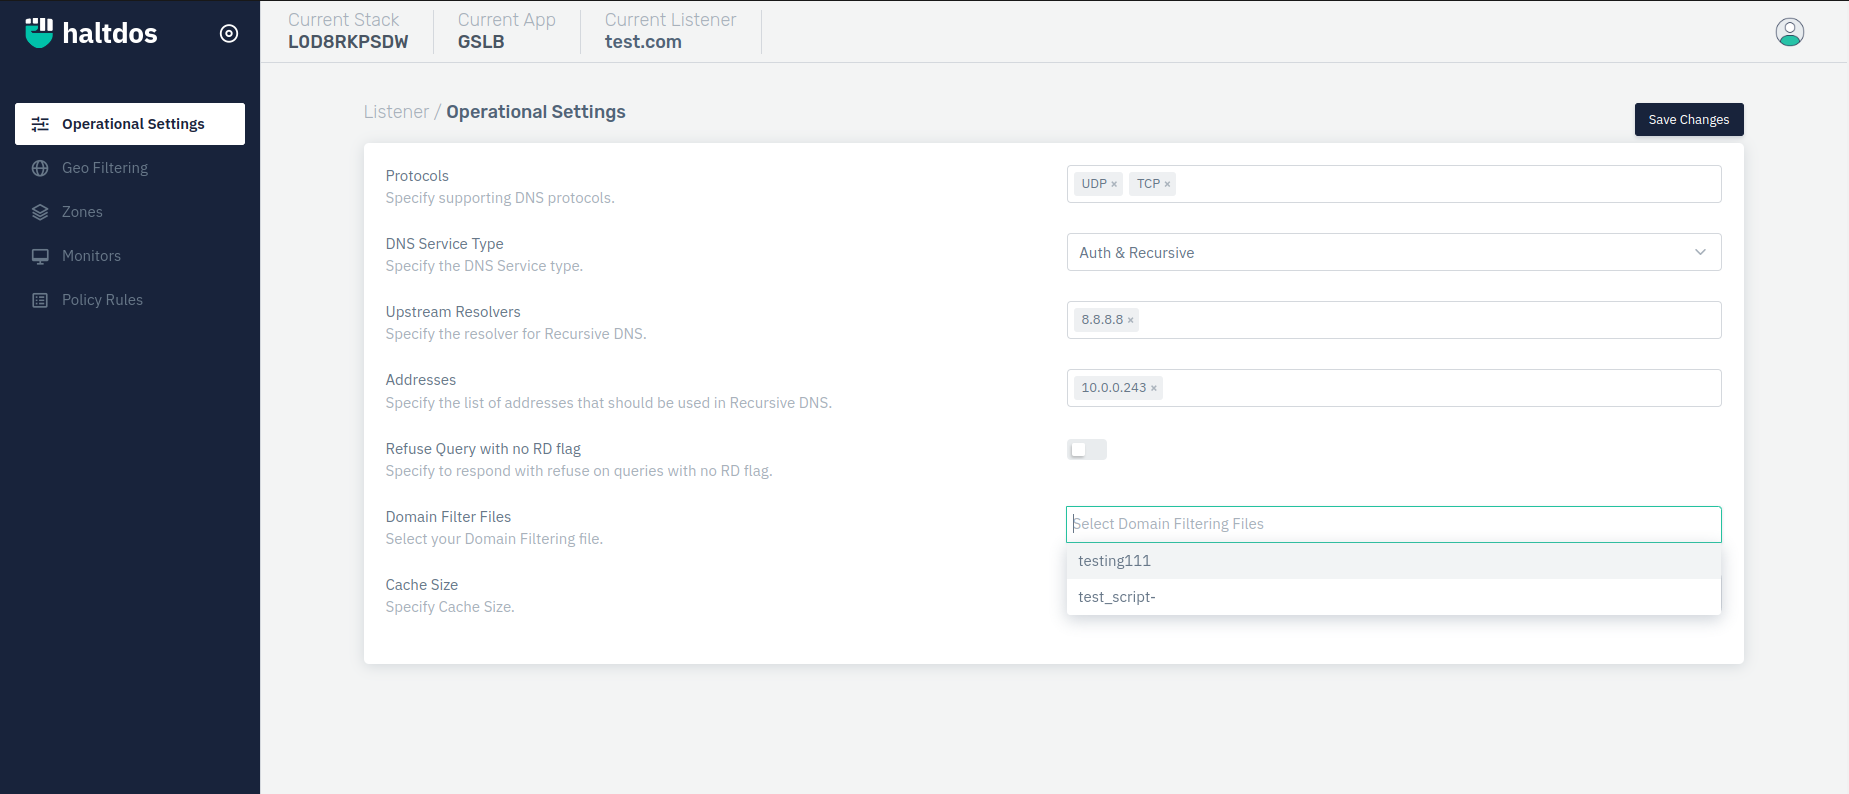 haltdos
Current Stack
L0D8RKPSDW
Current App
GSLB
Current Listener
test.com
Operational Settings
Geo Filtering
Zones
Monitors
Policy Rules
Listener / Operational Settings
Save Changes
Protocols
Specify supporting DNS protocols.
UDP × TCP ×
DNS Service Type
Specify the DNS Service type.
Auth & Recursive
Upstream Resolvers
Specify the resolver for Recursive DNS.
8.8.8.8 ×
Addresses
Specify the list of addresses that should be used in Recursive DNS.
10.0.0.243 ×
Refuse Query with no RD flag
Specify to respond with refuse on queries with no RD flag.
Domain Filter Files
Select your Domain Filtering file.
Select Domain Filtering Files
testing111
test_script-
Cache Size
Specify Cache Size.